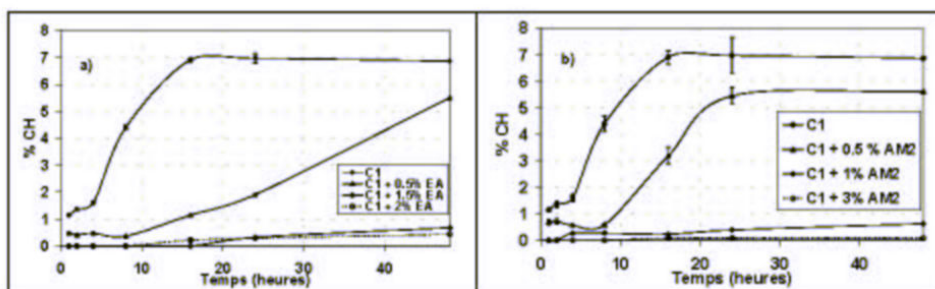 a)
% CH
8
7
6
5
4
3
2
1
0
0 10 20 30 40
Temps (heures)
C1
C1 + 0.5% EA
C1 + 1.5% EA
C1 + 2% EA
b)
% CH
8
7
6
5
4
3
2
1
0
0 10 20 30 40
Temps (heures)
C1
C1 + 0.5 % AM2
C1 + 1% AM2
C1 + 3% AM2